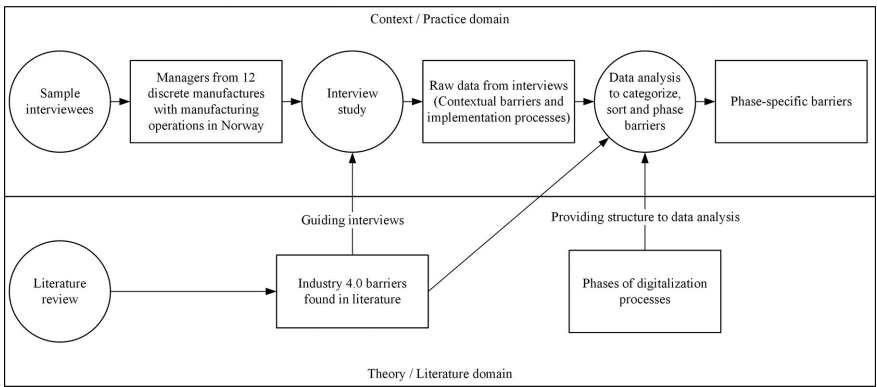 Context / Practice domain
Sample
interviewees
Managers from 12
discrete manufactures
with manufacturing
operations in Norway
Interview
study
Raw data from interviews
(Contextual barriers and
implementation processes)
Data analysis
to categorize,
sort and phase
barriers
Phase-specific barriers
Guiding interviews
Providing structure to data analysis
Literature
review
Industry 4.0 barriers
found in literature
Phases of digitalization
processes
Theory / Literature domain